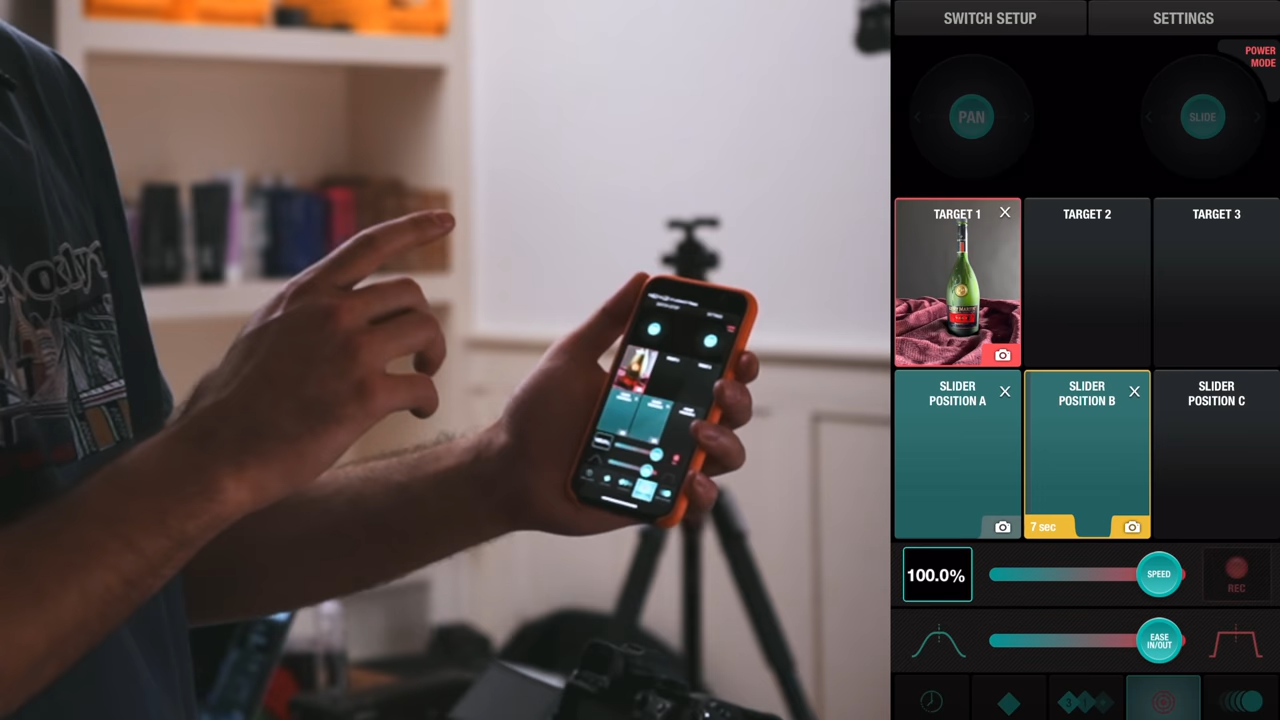 SWITCH SETUP
SETTINGS
POWER
MODE
PAN
SLIDE
TARGET 1
TARGET 2
TARGET 3
SLIDER
POSITION A
SLIDER
POSITION B
SLIDER
POSITION C
7 sec
100.0%
SPEED
REC
EASE
IN/OUT